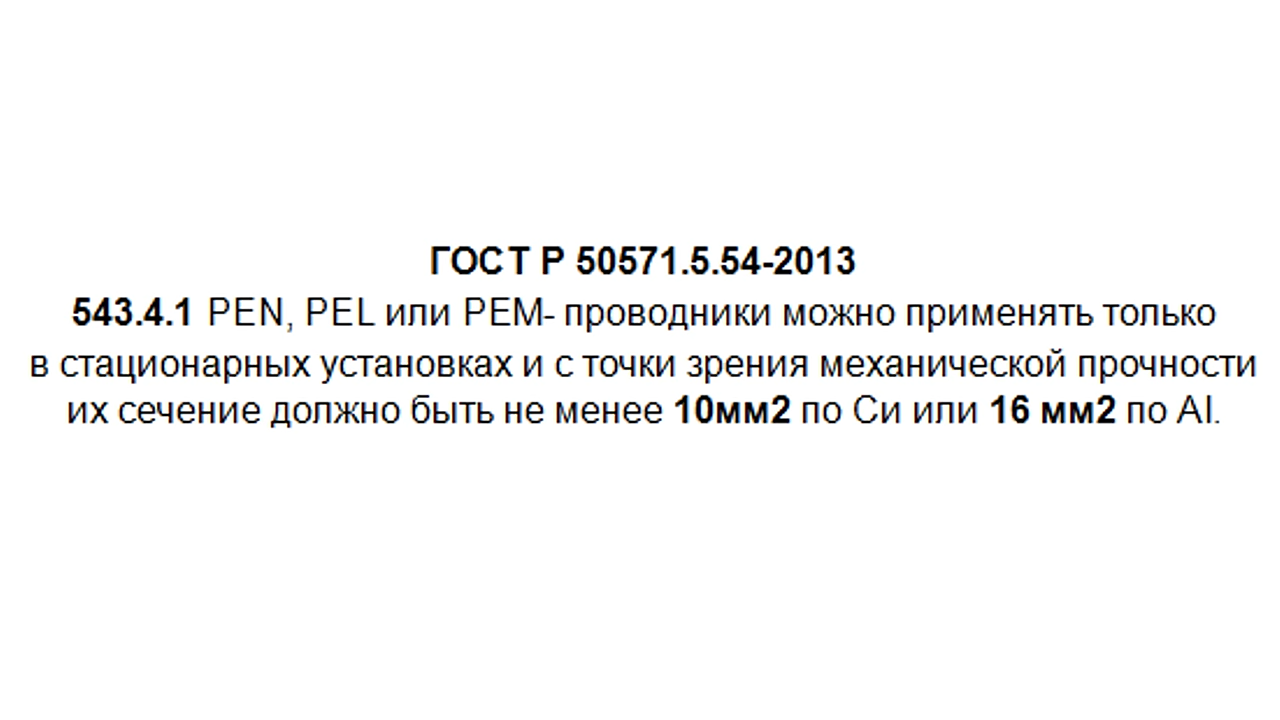 ГОСТ Р 50571.5.54-2013
543.4.1 PEN, PEL или PEM- проводники можно применять только
в стационарных установках и с точки зрения механической прочности
их сечение должно быть не менее 10мм2 по Си или 16 мм2 по Al.